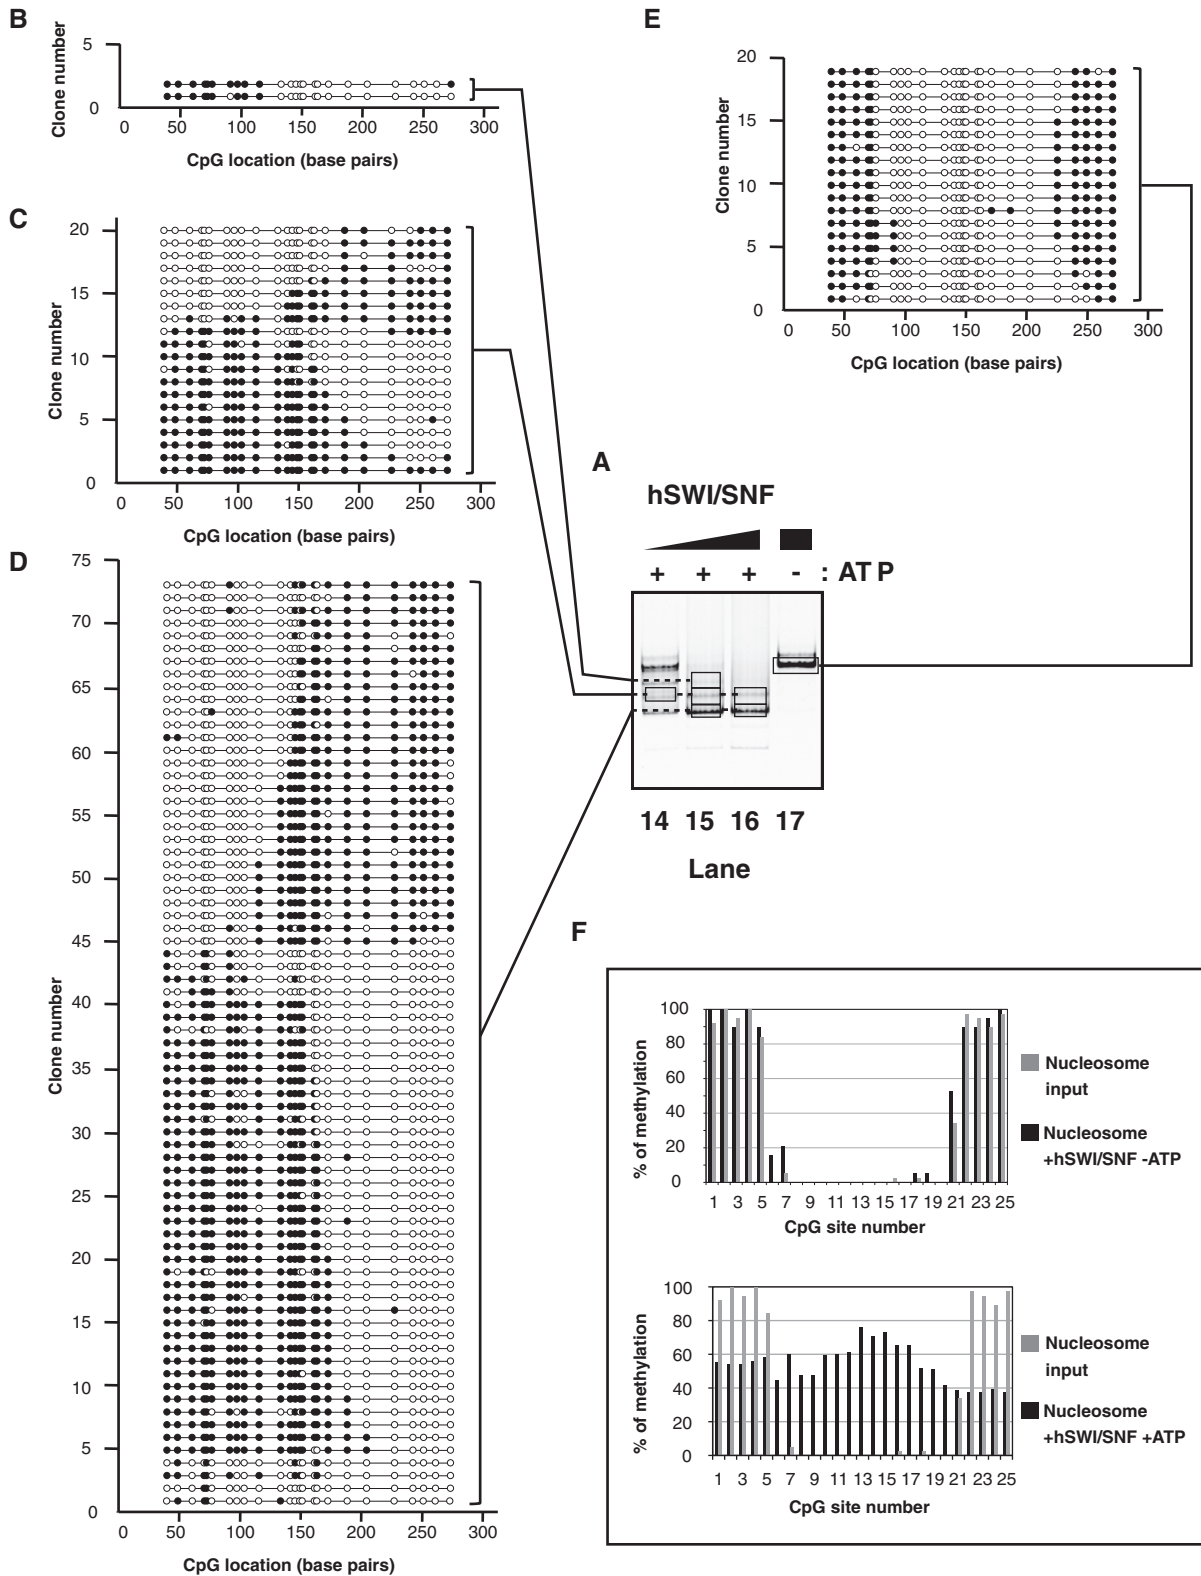 B
Clone number
5
0
0 50 100 150 200 250 300
CpG location (base pairs)
C
Clone number
20
15
10
5
0
0 50 100 150 200 250 300
CpG location (base pairs)
D
Clone number
75
70
65
60
55
50
45
40
35
30
25
20
15
10
5
0
0 50 100 150 200 250 300
CpG location (base pairs)
E
Clone number
20
15
10
5
0
0 50 100 150 200 250 300
CpG location (base pairs)
A
hSWI/SNF
+ + + - : ATP
14 15 16 17
Lane
F
% of methylation
100
80
60
40
20
0
1 3 5 7 9 11 13 15 17 19 21 23 25
CpG site number
Nucleosome
input
Nucleosome
+hSWI/SNF -ATP
% of methylation
100
80
60
40
20
0
1 3 5 7 9 11 13 15 17 19 21 23 25
CpG site number
Nucleosome
input
Nucleosome
+hSWI/SNF +ATP